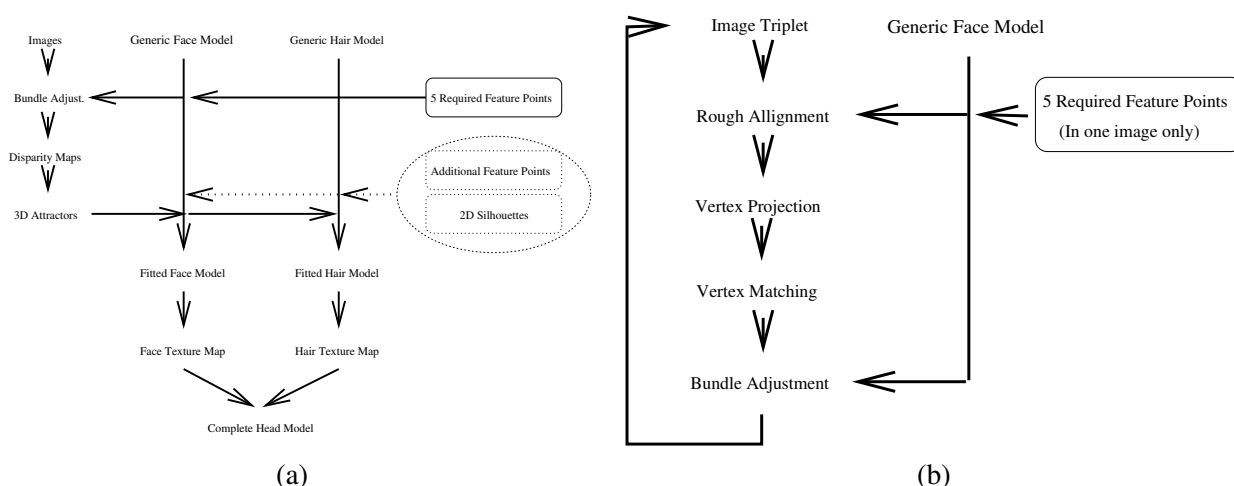 Images
Generic Face Model
Generic Hair Model
Bundle Adjust.
5 Required Feature Points
Disparity Maps
Additional Feature Points
3D Attractors
2D Silhouettes
Fitted Face Model
Fitted Hair Model
Face Texture Map
Hair Texture Map
Complete Head Model
(a)
Image Triplet
Generic Face Model
5 Required Feature Points
(In one image only)
Rough Allignment
Vertex Projection
Vertex Matching
Bundle Adjustment
(b)